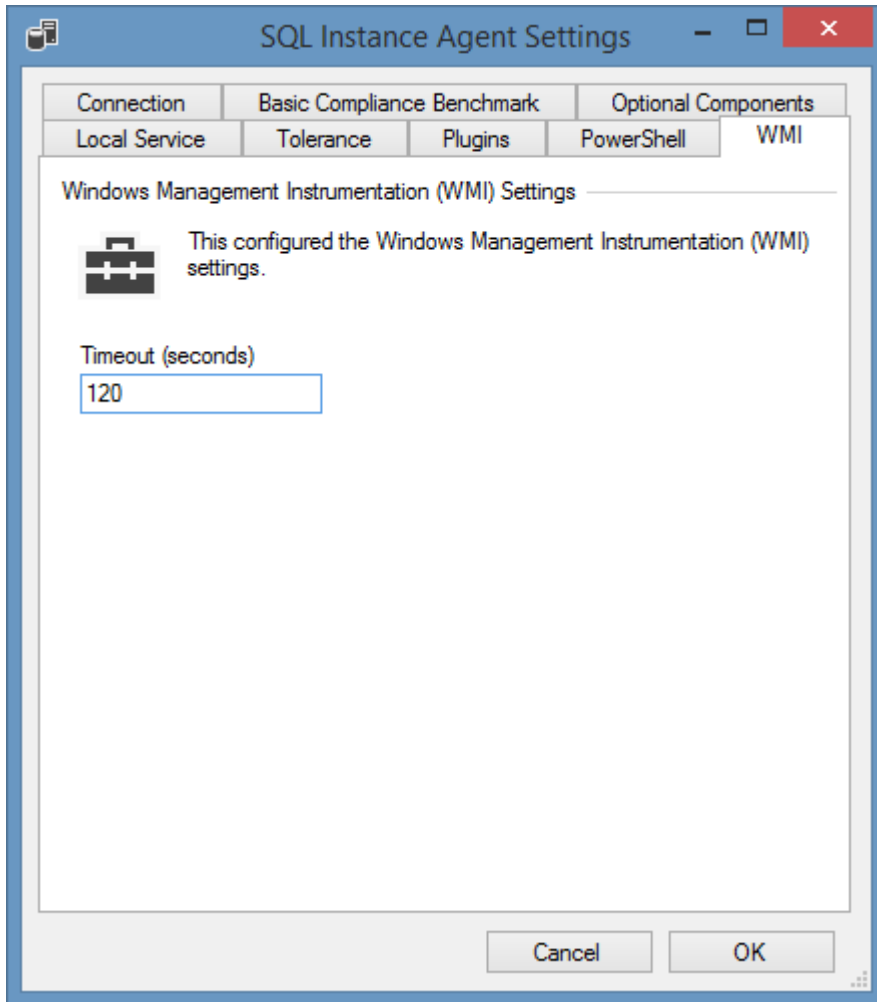 SQL Instance Agent Settings
Connection
Basic Compliance Benchmark
Optional Components
Local Service
Tolerance
Plugins
PowerShell
WMI
Windows Management Instrumentation (WMI) Settings
This configured the Windows Management Instrumentation (WMI)
settings.
Timeout (seconds)
120
Cancel
OK